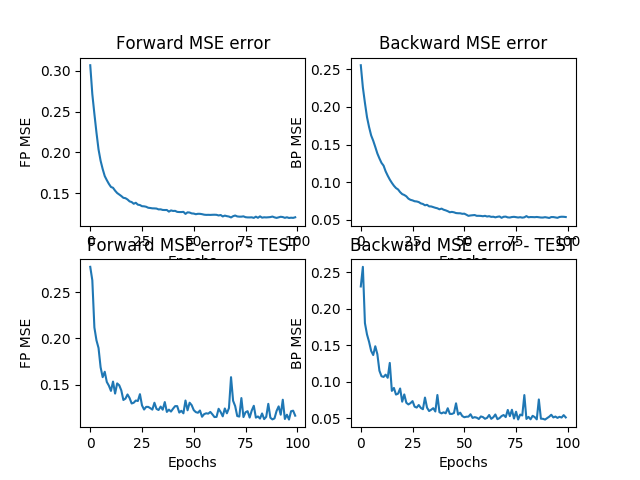 Forward MSE error
Backward MSE error
0.30
0.25
0.20
0.15
FP MSE
0.25
0.20
0.15
0.10
0.05
BP MSE
0 25 50 75 100
Epochs
0 25 50 75 100
Epochs
Forward MSE error - TEST
Backward MSE error - TEST
0.25
0.20
0.15
FP MSE
0.25
0.20
0.15
0.10
0.05
BP MSE
0 25 50 75 100
Epochs
0 25 50 75 100
Epochs